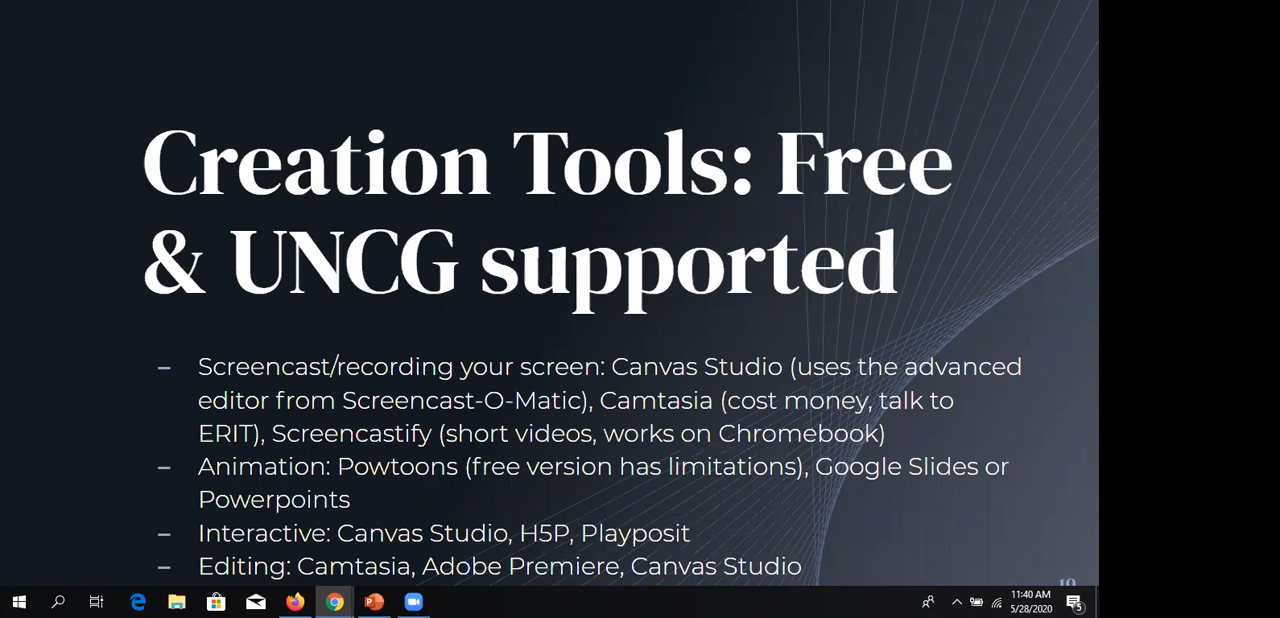 Creation Tools: Free
& UNCG supported
– Screencast/recording your screen: Canvas Studio (uses the advanced
editor from Screencast-O-Matic), Camtasia (cost money, talk to
ERIT), Screencastify (short videos, works on Chromebook)
– Animation: Powtoons (free version has limitations), Google Slides or
Powerpoints
– Interactive: Canvas Studio, H5P, Playposit
– Editing: Camtasia, Adobe Premiere, Canvas Studio
11:40 AM
5/28/2020
5